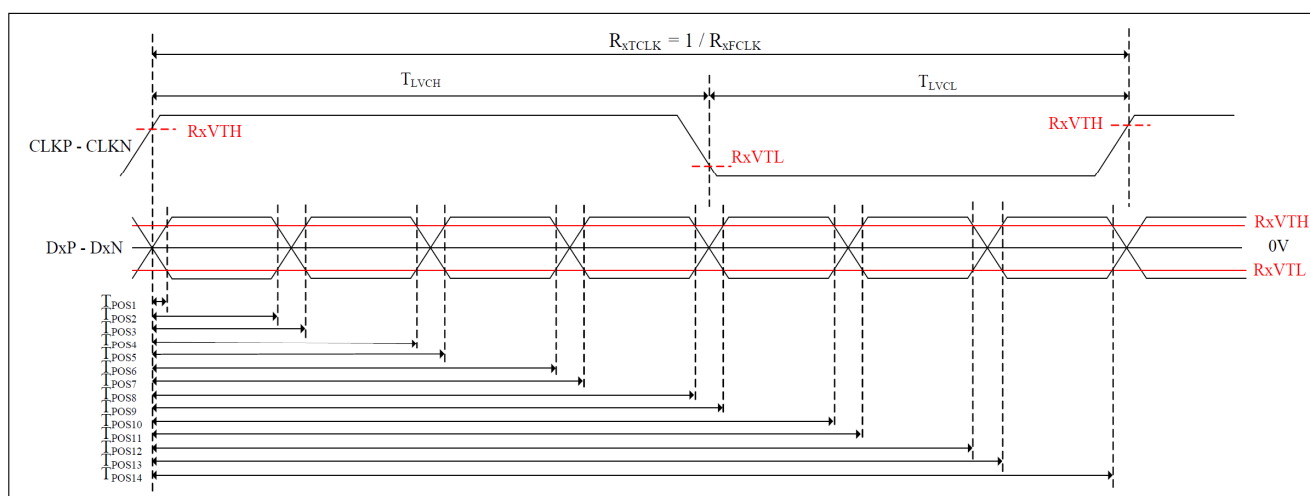 RxTCLK = 1 / RxFCLK
TLVCH
TLVCL
RxVTH
RxVTH
CLKP - CLKN
RxVTL
RxVTH
DxP - DxN
0V
RxVTL
TPOS1
TPOS2
TPOS3
TPOS4
TPOS5
TPOS6
TPOS7
TPOS8
TPOS9
TPOS10
TPOS11
TPOS12
TPOS13
TPOS14